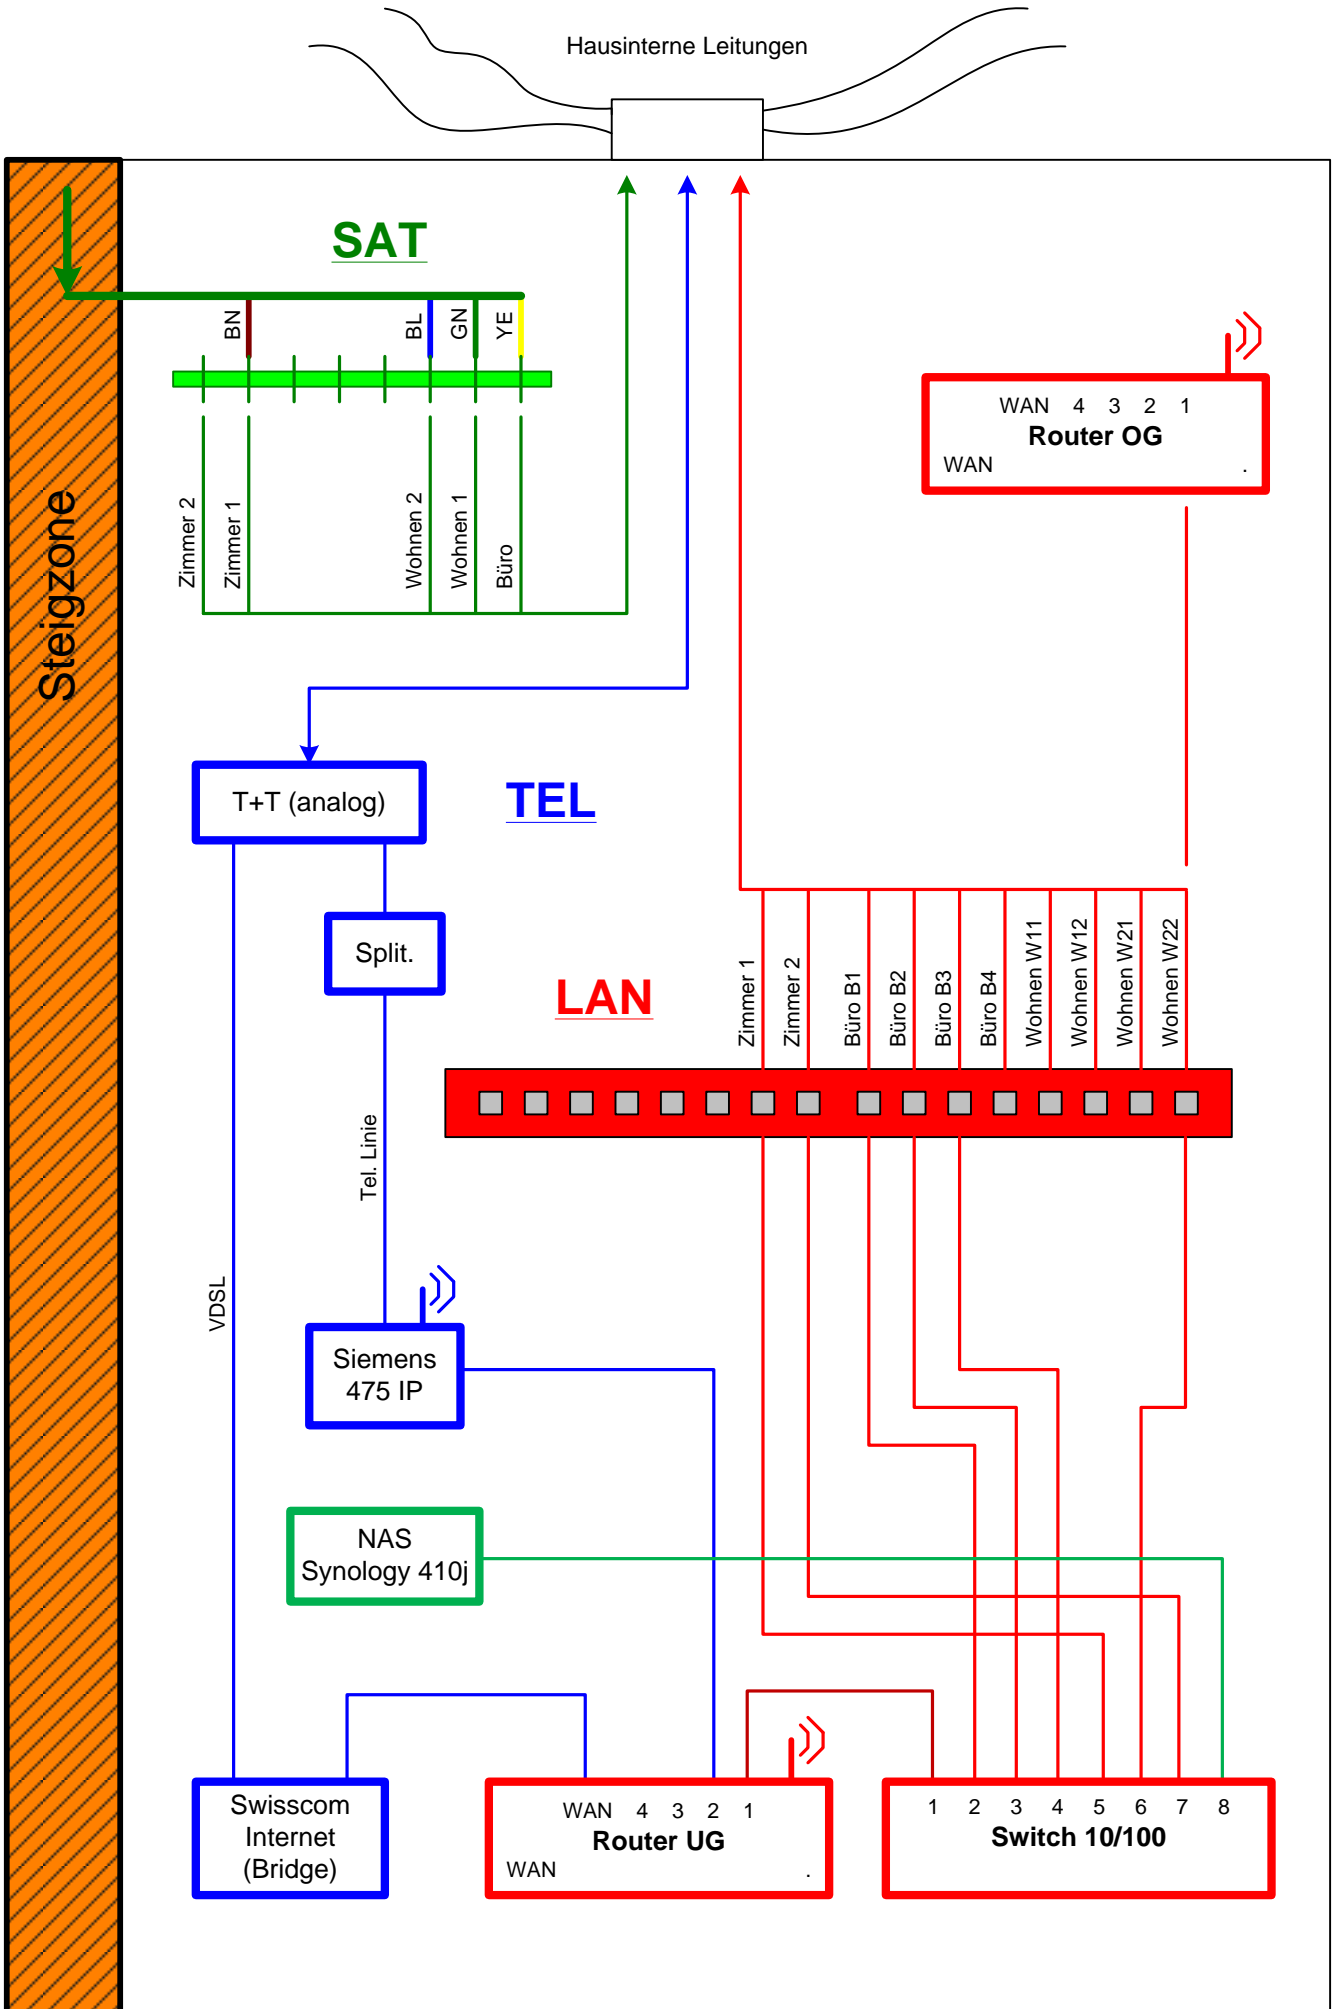 Hausinterne Leitungen
SAT
BN
BL
GN
YE
WAN 4 3 2 1
Router OG
WAN .
Steigzone
Zimmer 2
Zimmer 1
Wohnen 2
Wohnen 1
Büro
T+T (analog)
TEL
Split.
LAN
Zimmer 1
Zimmer 2
Büro B1
Büro B2
Büro B3
Büro B4
Wohnen W11
Wohnen W12
Wohnen W21
Wohnen W22
Tel. Linie
VDSL
Siemens
475 IP
NAS
Synology 410j
Swisscom
Internet
(Bridge)
WAN 4 3 2 1
Router UG
WAN .
1 2 3 4 5 6 7 8
Switch 10/100